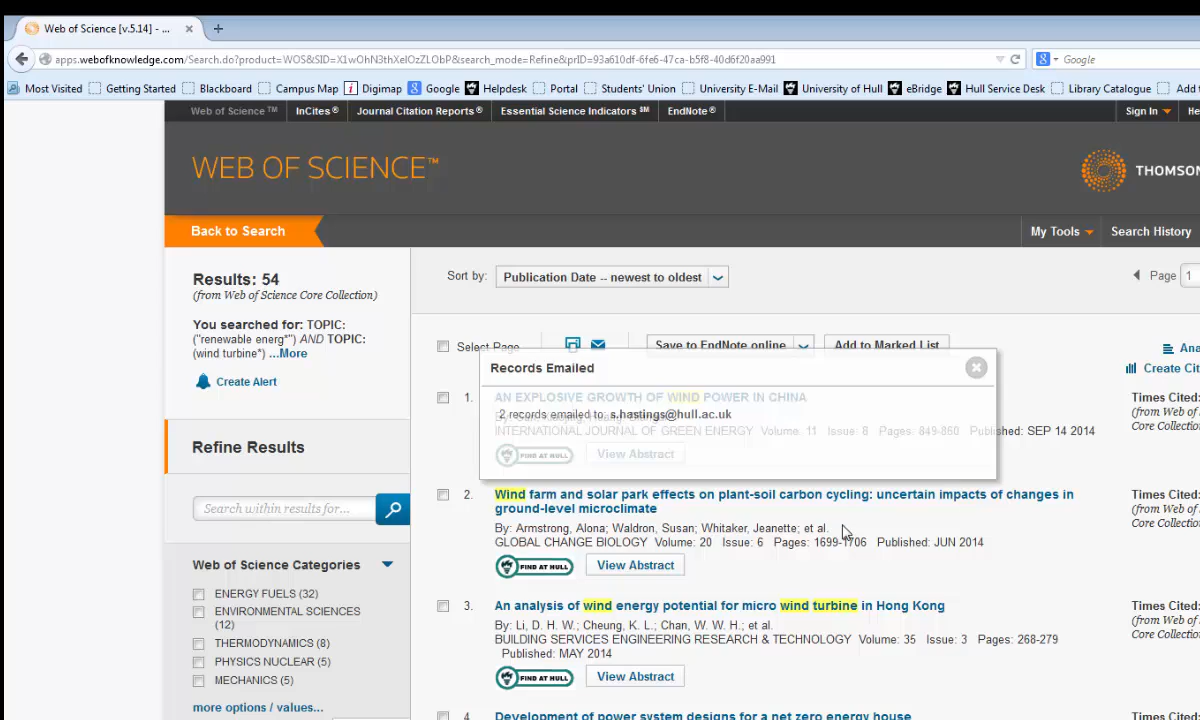 Web of Science [v.5.14] - ...
apps.webofknowledge.com/Search.do?product=WOS&SID=X1wOhN3thXelOzZLObP&search_mode=Refine&prID=93a610df-6fe6-47ca-b5f8-40d6f20aa991
Google
Most Visited Getting Started Blackboard Campus Map Digimap Google Helpdesk Portal Students' Union University E-Mail University of Hull eBridge Hull Service Desk Library Catalogue Add t
Web of Science™ InCites® Journal Citation Reports® Essential Science Indicators℠ EndNote® Sign In He
WEB OF SCIENCE™
THOMSON
Back to Search My Tools Search History
Results: 54
(from Web of Science Core Collection)
You searched for: TOPIC:
("renewable energ*") AND TOPIC:
(wind turbine*) ...More
Create Alert
Refine Results
Search within results for...
Web of Science Categories
ENERGY FUELS (32)
ENVIRONMENTAL SCIENCES
(12)
THERMODYNAMICS (8)
PHYSICS NUCLEAR (5)
MECHANICS (5)
more options / values...
Sort by: Publication Date -- newest to oldest
Page 1
Select Page Save to EndNote online Add to Marked List
Ana
Create Cit
Records Emailed
2 records emailed to s.hastings@hull.ac.uk
1. AN EXPLOSIVE GROWTH OF WIND POWER IN CHINA
INTERNATIONAL JOURNAL OF GREEN ENERGY Volume: 11 Issue: 8 Pages: 849-860 Published: SEP 14 2014
FIND AT HULL View Abstract
Times Cited:
(from Web of
Core Collectio
2. Wind farm and solar park effects on plant-soil carbon cycling: uncertain impacts of changes in
ground-level microclimate
By: Armstrong, Alona; Waldron, Susan; Whitaker, Jeanette; et al.
GLOBAL CHANGE BIOLOGY Volume: 20 Issue: 6 Pages: 1699-1706 Published: JUN 2014
FIND AT HULL View Abstract
Times Cited:
(from Web of
Core Collectio
3. An analysis of wind energy potential for micro wind turbine in Hong Kong
By: Li, D. H. W.; Cheung, K. L.; Chan, W. W. H.; et al.
BUILDING SERVICES ENGINEERING RESEARCH & TECHNOLOGY Volume: 35 Issue: 3 Pages: 268-279
Published: MAY 2014
FIND AT HULL View Abstract
Times Cited:
(from Web of
Core Collectio
4. Development of power system designs for a net zero energy house